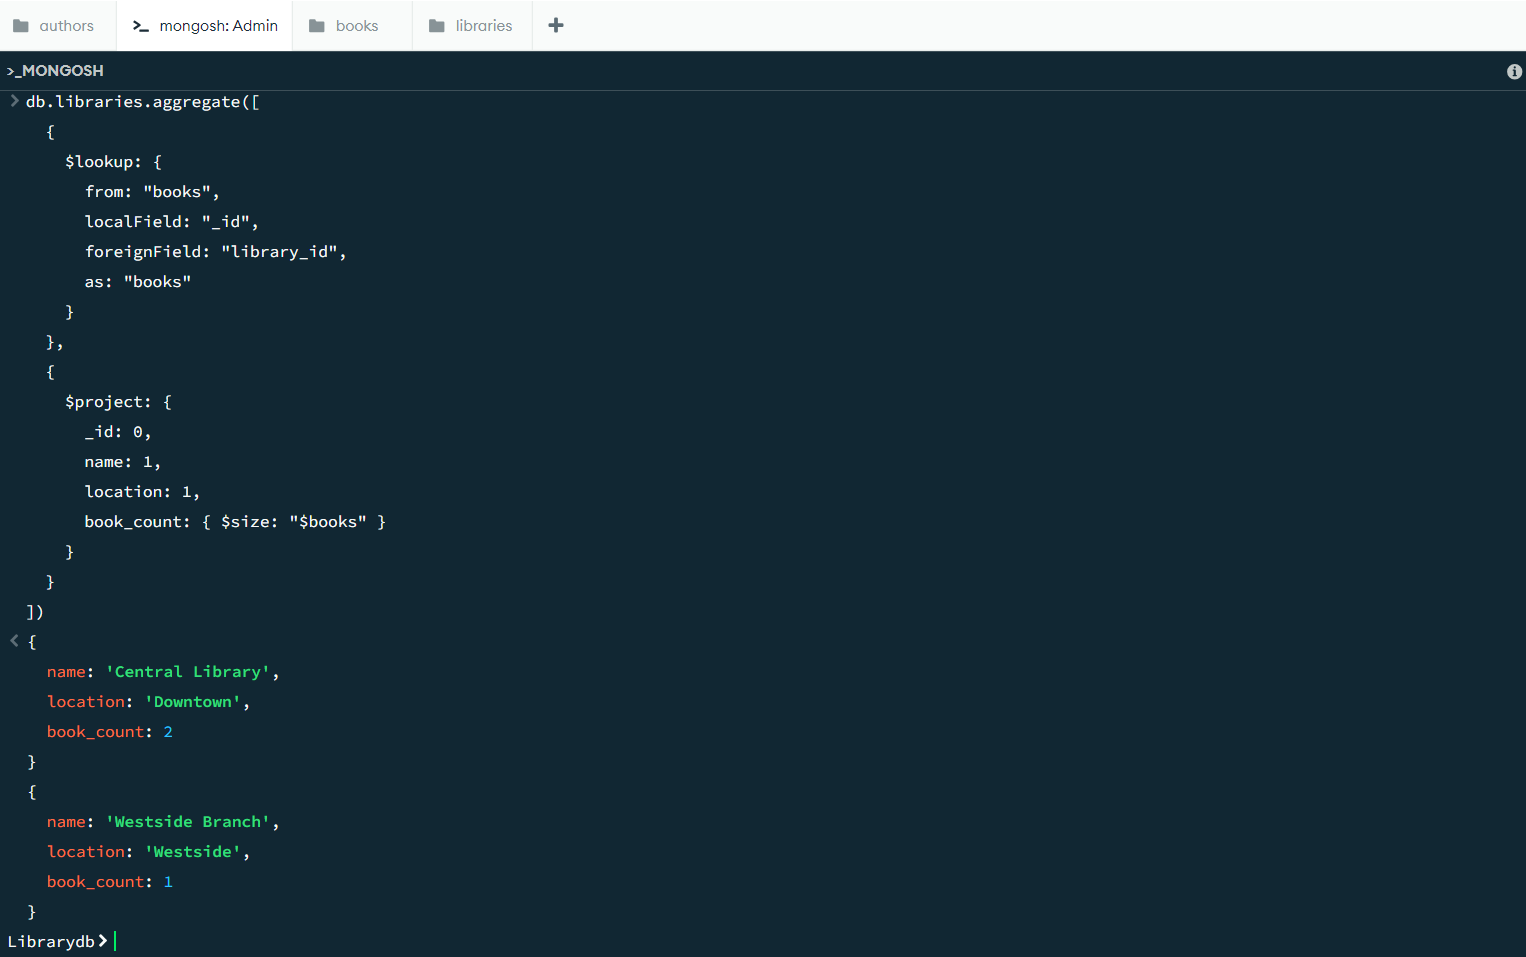 authors
>_ mongosh: Admin
books
libraries
+
>_MONGOSH
> db.libraries.aggregate([
{
$lookup: {
from: "books",
localField: "_id",
foreignField: "library_id",
as: "books"
}
},
{
$project: {
_id: 0,
name: 1,
location: 1,
book_count: { $size: "$books" }
}
}
])
< {
name: 'Central Library',
location: 'Downtown',
book_count: 2
}
{
name: 'Westside Branch',
location: 'Westside',
book_count: 1
}
Librarydb>